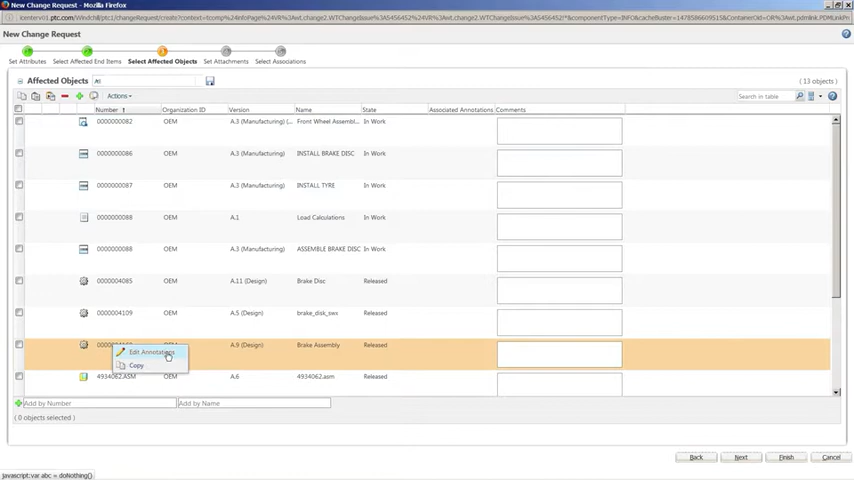 New Change Request - Mozilla Firefox
New Change Request
Set Attributes
Select Affected End Items
Select Affected Objects
Set Attachments
Select Associations
Affected Objects
All
(13 objects)
Actions
Search in table
Number
Organization ID
Version
Name
State
Associated Annotations
Comments
0000000082 OEM A.3 (Manufacturing) (... Front Wheel Assembl... In Work
0000000086 OEM A.3 (Manufacturing) INSTALL BRAKE DISC In Work
0000000087 OEM A.3 (Manufacturing) INSTALL TYRE In Work
0000000088 OEM A.1 Load Calculations In Work
0000000088 OEM A.3 (Manufacturing) ASSEMBLE BRAKE DISC In Work
0000004085 OEM A.11 (Design) Brake Disc Released
0000004109 OEM A.5 (Design) brake_disk_sws Released
OEM A.9 (Design) Brake Assembly Released
Edit Annotations
Copy
4934062.ASM OEM A.6 4934062.asm Released
Add by Number
Add by Name
(0 objects selected)
Back
Next
Finish
Cancel
javascript:var abc = doNothing()